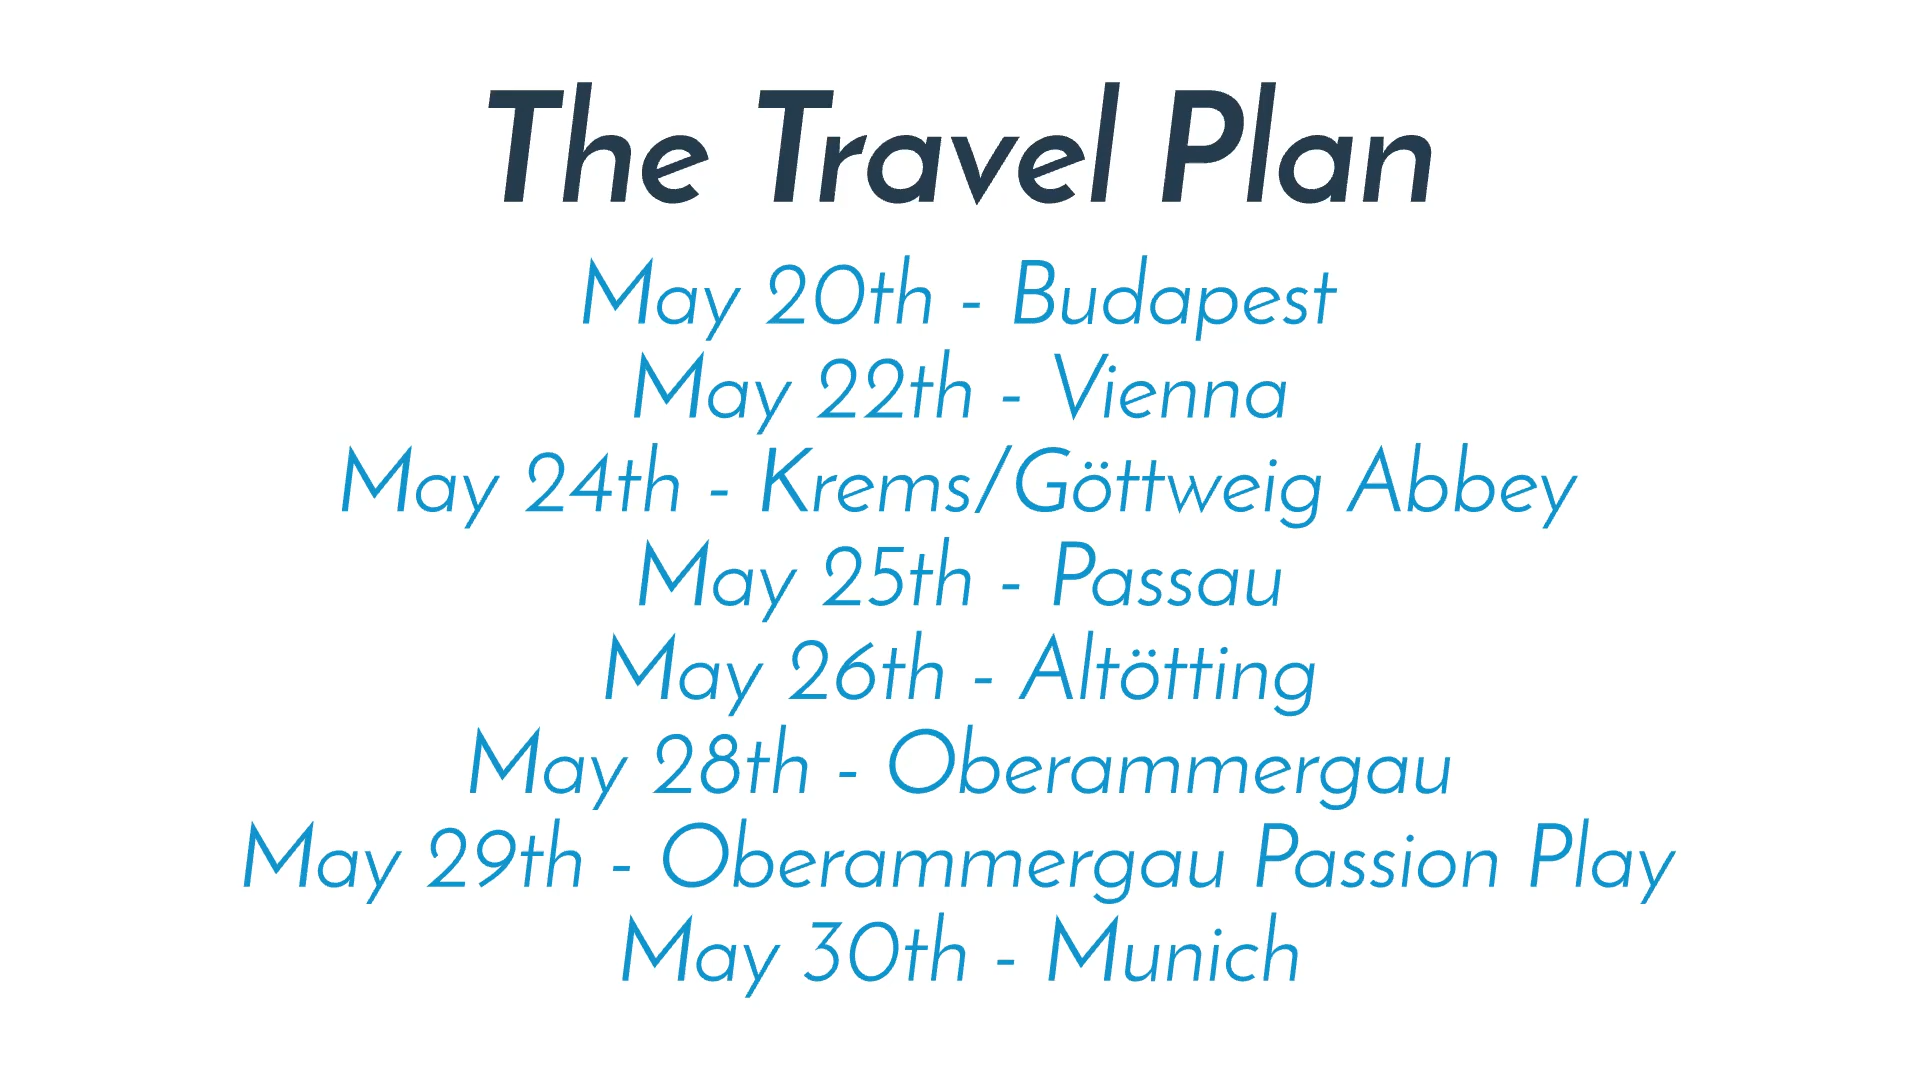 The Travel Plan
May 20th - Budapest
May 22th - Vienna
May 24th - Krems/Göttweig Abbey
May 25th - Passau
May 26th - Altötting
May 28th - Oberammergau
May 29th - Oberammergau Passion Play
May 30th - Munich